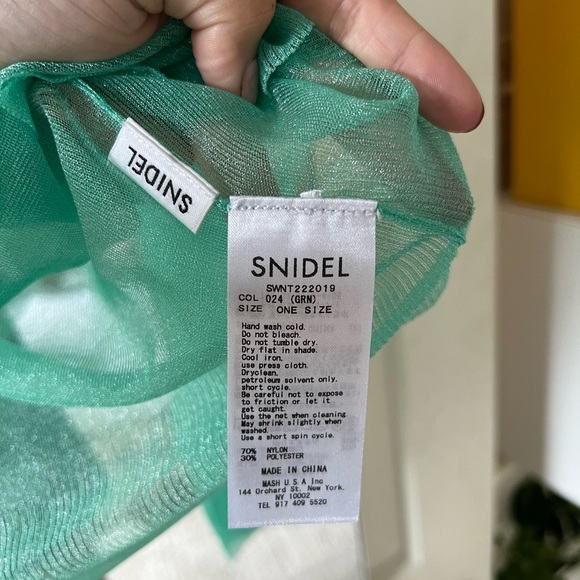 SNIDEL
SNIDEL
SWNT222019
COL 024 (GRN)
SIZE ONE SIZE
Hand wash cold.
Do not bleach.
Do not tumble dry.
Dry flat in shade.
Cool iron.
use press cloth.
Dryclean,
petroleum solvent only.
short cycle.
Be careful not to expose
to friction or let it
get caught.
Use the net when cleaning
May shrink slightly when
washed.
Use a short spin cycle.
70% NYLON
30% POLYESTER
MADE IN CHINA
MASH U.S.A Inc
144 Orchard St. New York,
NY 10002
TEL 917 409 5520